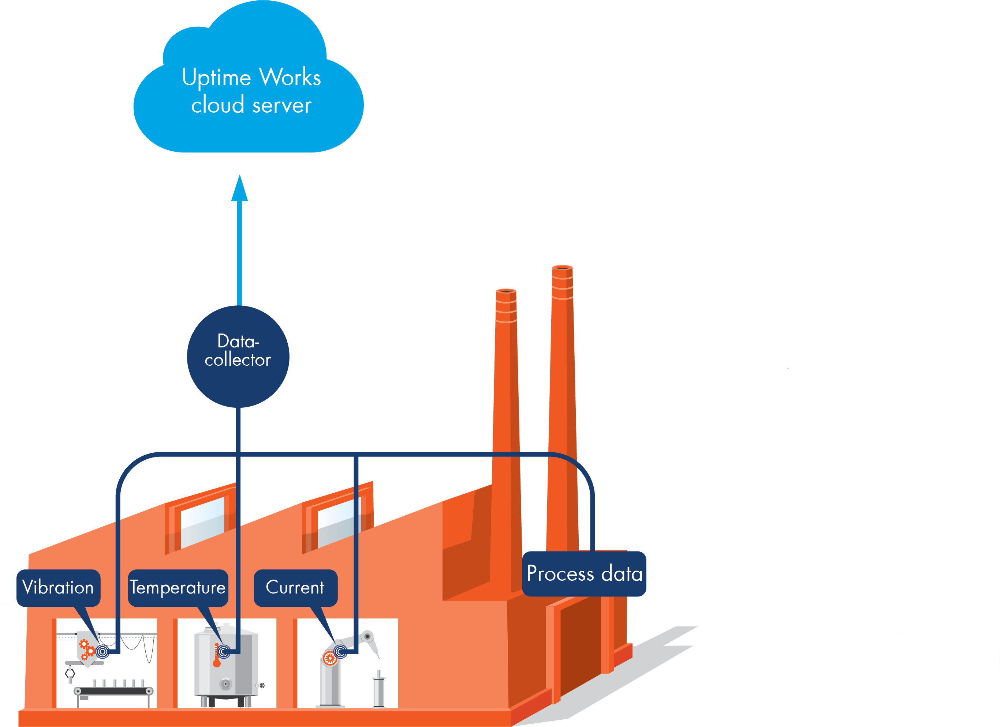 Uptime Works
cloud server
Data-
collector
Vibration
Temperature
Current
Process data